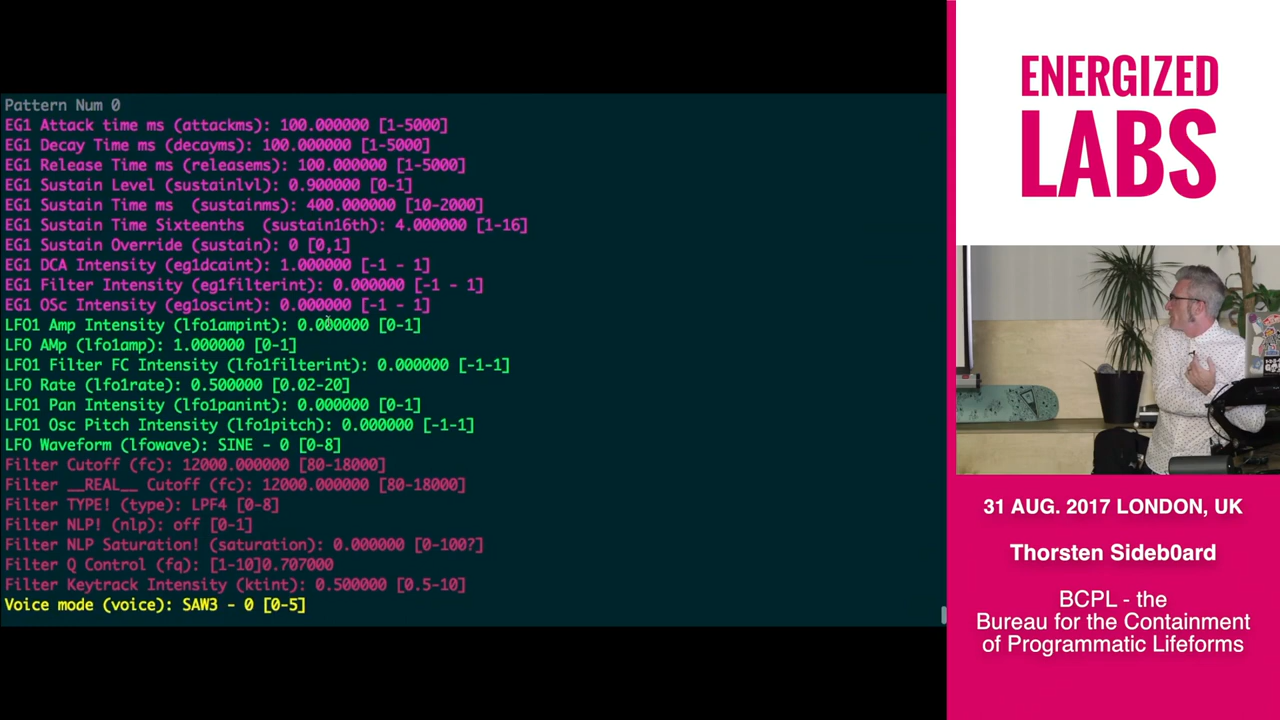 Pattern Num 0
EG1 Attack time ms (attackms): 100.000000 [1-5000]
EG1 Decay Time ms (decayms): 100.000000 [1-5000]
EG1 Release Time ms (releasems): 100.000000 [1-5000]
EG1 Sustain Level (sustainlvl): 0.900000 [0-1]
EG1 Sustain Time ms  (sustainms): 400.000000 [10-2000]
EG1 Sustain Time Sixteenths  (sustain16th): 4.000000 [1-16]
EG1 Sustain Override (sustain): 0 [0,1]
EG1 DCA Intensity (eg1dcaint): 1.000000 [-1 - 1]
EG1 Filter Intensity (eg1filterint): 0.000000 [-1 - 1]
EG1 OSc Intensity (eg1oscint): 0.000000 [-1 - 1]
LFO1 Amp Intensity (lfo1ampint): 0.000000 [0-1]
LFO AMp (lfo1amp): 1.000000 [0-1]
LFO1 Filter FC Intensity (lfo1filterint): 0.000000 [-1-1]
LFO Rate (lfo1rate): 0.500000 [0.02-20]
LFO1 Pan Intensity (lfo1panint): 0.000000 [0-1]
LFO1 Osc Pitch Intensity (lfo1pitch): 0.000000 [-1-1]
LFO Waveform (lfowave): SINE - 0 [0-8]
Filter Cutoff (fc): 12000.000000 [80-18000]
Filter __REAL__ Cutoff (fc): 12000.000000 [80-18000]
Filter TYPE! (type): LPF4 [0-8]
Filter NLP! (nlp): off [0-1]
Filter NLP Saturation! (saturation): 0.000000 [0-100?]
Filter Q Control (fq): [1-10]0.707000
Filter Keytrack Intensity (ktint): 0.500000 [0.5-10]
Voice mode (voice): SAW3 - 0 [0-5]
ENERGIZED
LABS
31 AUG. 2017 LONDON, UK
Thorsten Sideb0ard
BCPL - the
Bureau for the Containment
of Programmatic Lifeforms